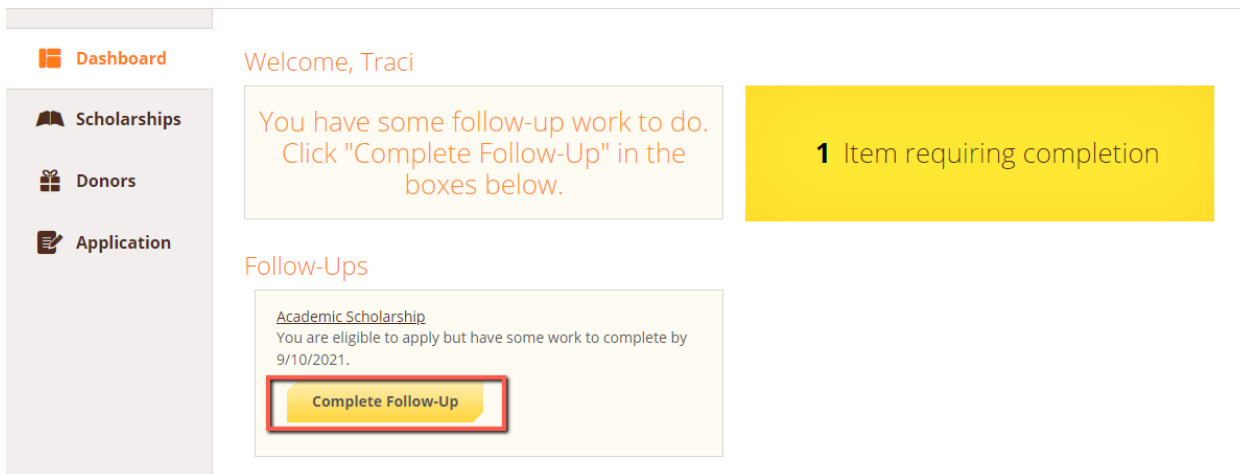 Dashboard
Scholarships
Donors
Application
Welcome, Traci
You have some follow-up work to do.
Click "Complete Follow-Up" in the
boxes below.
1 Item requiring completion
Follow-Ups
Academic Scholarship
You are eligible to apply but have some work to complete by
9/10/2021.
Complete Follow-Up